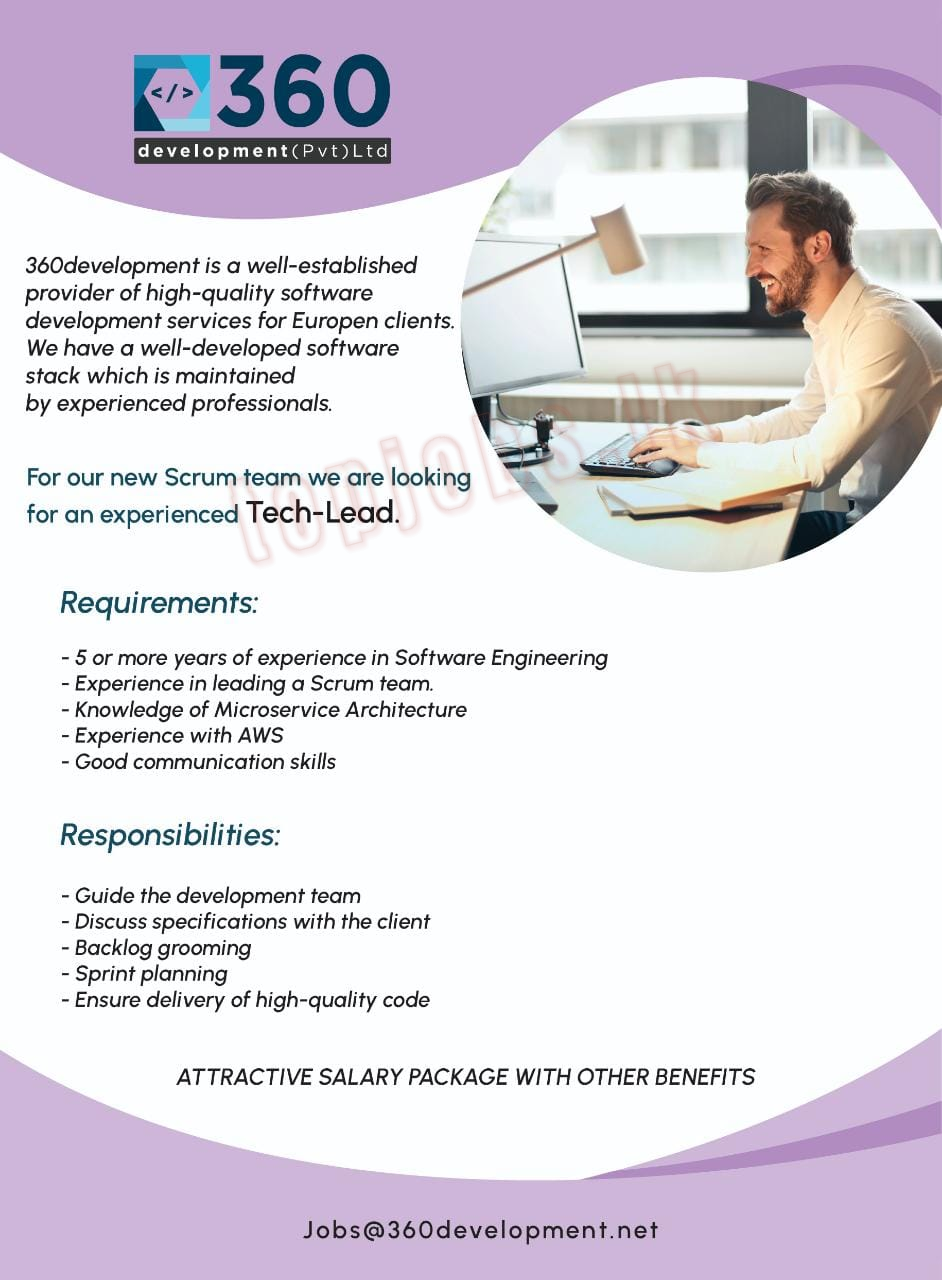 </>
360
development(Pvt)Ltd
360development is a well-established
provider of high-quality software
development services for Europen clients.
We have a well-developed software
stack which is maintained
by experienced professionals.
topjobs.lk
For our new Scrum team we are looking
for an experienced Tech-Lead.
Requirements:
- 5 or more years of experience in Software Engineering
- Experience in leading a Scrum team.
- Knowledge of Microservice Architecture
- Experience with AWS
- Good communication skills
Responsibilities:
- Guide the development team
- Discuss specifications with the client
- Backlog grooming
- Sprint planning
- Ensure delivery of high-quality code
ATTRACTIVE SALARY PACKAGE WITH OTHER BENEFITS
Jobs@360development.net